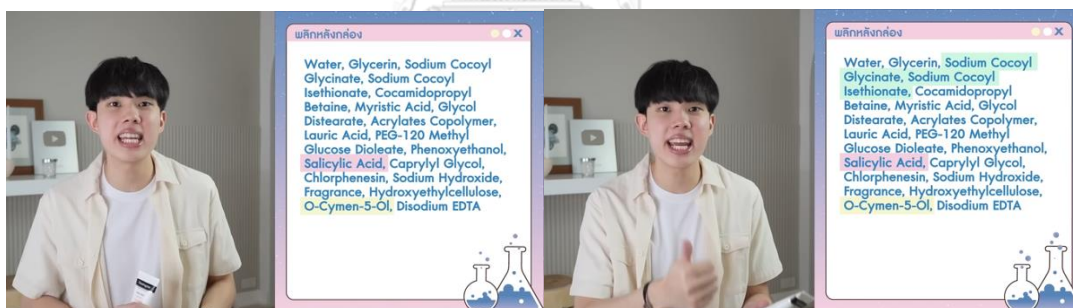 พลิกหลังกล่อง
Water, Glycerin, Sodium Cocoyl
Glycinate, Sodium Cocoyl
Isethionate, Cocamidopropyl
Betaine, Myristic Acid, Glycol
Distearate, Acrylates Copolymer,
Lauric Acid, PEG-120 Methyl
Glucose Dioleate, Phenoxyethanol,
Salicylic Acid, Caprylyl Glycol,
Chlorphenesin, Sodium Hydroxide,
Fragrance, Hydroxyethylcellulose,
O-Cymen-5-Ol, Disodium EDTA
พลิกหลังกล่อง
Water, Glycerin, Sodium Cocoyl
Glycinate, Sodium Cocoyl
Isethionate, Cocamidopropyl
Betaine, Myristic Acid, Glycol
Distearate, Acrylates Copolymer,
Lauric Acid, PEG-120 Methyl
Glucose Dioleate, Phenoxyethanol,
Salicylic Acid, Caprylyl Glycol,
Chlorphenesin, Sodium Hydroxide,
Fragrance, Hydroxyethylcellulose,
O-Cymen-5-Ol, Disodium EDTA